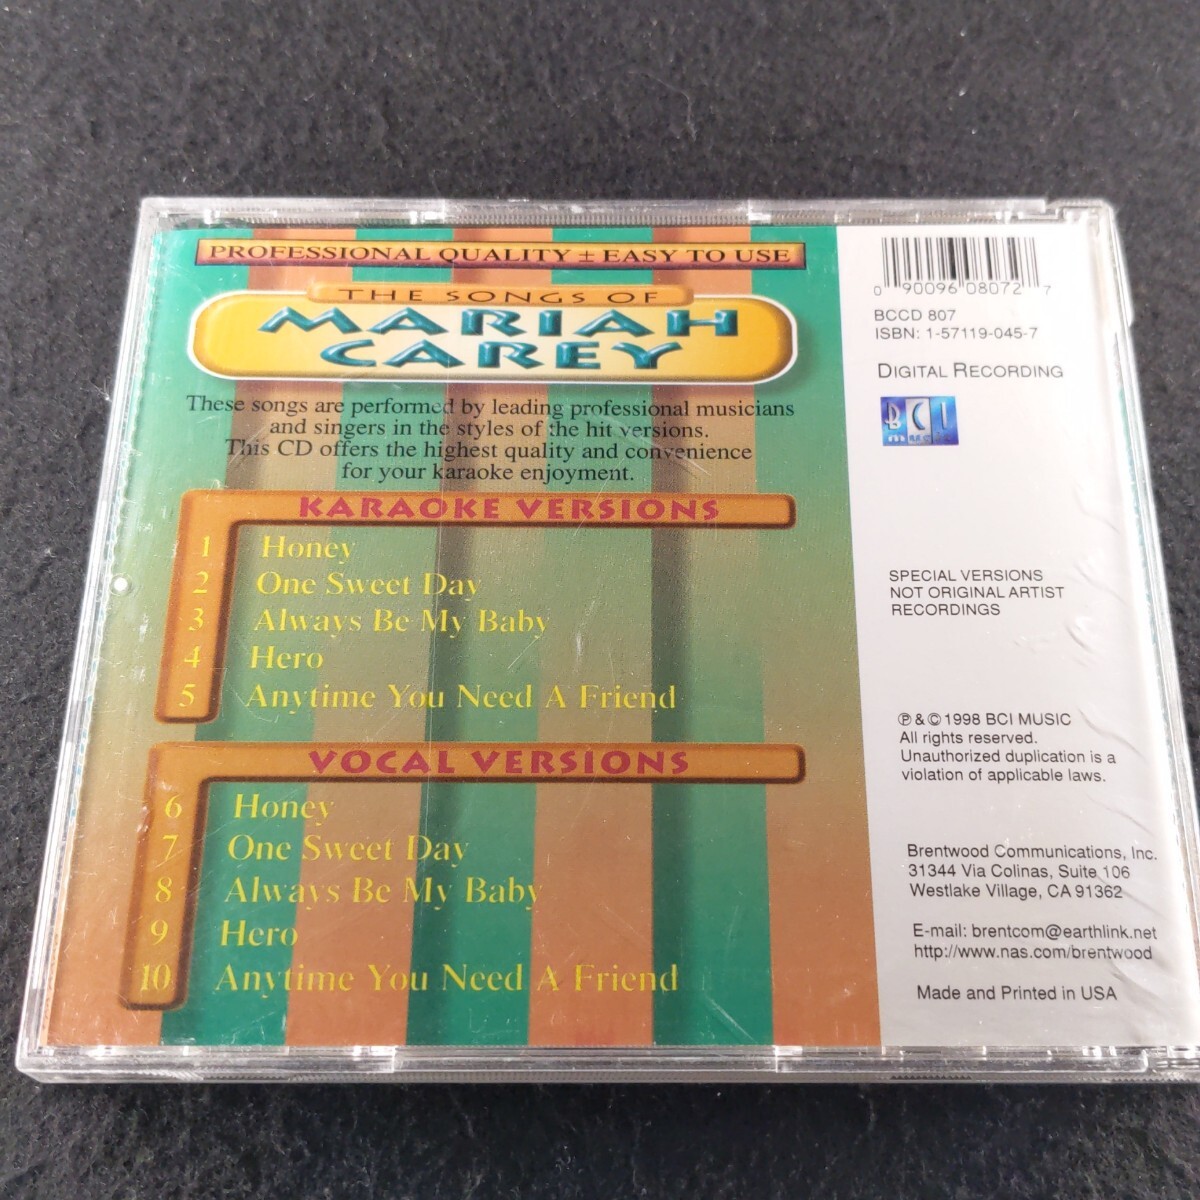 PROFESSIONAL QUALITY ± EASY TO USE
THE SONGS OF
MARIAH
CAREY
These songs are performed by leading professional musicians
and singers in the styles of the hit versions.
This CD offers the highest quality and convenience
for your karaoke enjoyment.
KARAOKE VERSIONS
1 Honey
2 One Sweet Day
3 Always Be My Baby
4 Hero
5 Anytime You Need A Friend
VOCAL VERSIONS
6 Honey
7 One Sweet Day
8 Always Be My Baby
9 Hero
10 Anytime You Need A Friend
0 90096 08072 7
BCCD 807
ISBN: 1-57119-045-7
DIGITAL RECORDING
BCI
music
SPECIAL VERSIONS
NOT ORIGINAL ARTIST
RECORDINGS
℗ & © 1998 BCI MUSIC
All rights reserved.
Unauthorized duplication is a
violation of applicable laws.
Brentwood Communications, Inc.
31344 Via Colinas, Suite 106
Westlake Village, CA 91362
E-mail: brentcom@earthlink.net
http://www.nas.com/brentwood
Made and Printed in USA